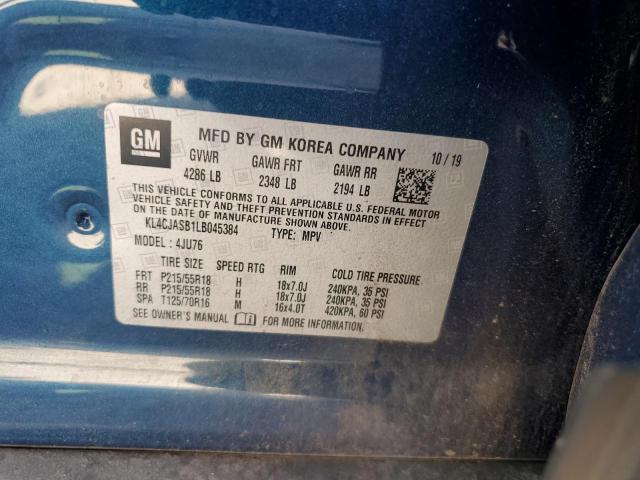 GM
MFD BY GM KOREA COMPANY 10/19
GVWR GAWR FRT GAWR RR
4286 LB 2348 LB 2194 LB
THIS VEHICLE CONFORMS TO ALL APPLICABLE U.S. FEDERAL MOTOR
VEHICLE SAFETY AND THEFT PREVENTION STANDARDS IN EFFECT
ON THE DATE OF MANUFACTURE SHOWN ABOVE.
KL4CJASB1LB045384 TYPE: MPV
MODEL: 4JU76
TIRE SIZE SPEED RTG RIM COLD TIRE PRESSURE
FRT P215/55R18 H 18x7.0J 240KPA, 35 PSI
RR P215/55R18 H 18x7.0J 240KPA, 35 PSI
SPA T125/70R16 M 16x4.0T 420KPA, 60 PSI
SEE OWNER'S MANUAL FOR MORE INFORMATION.